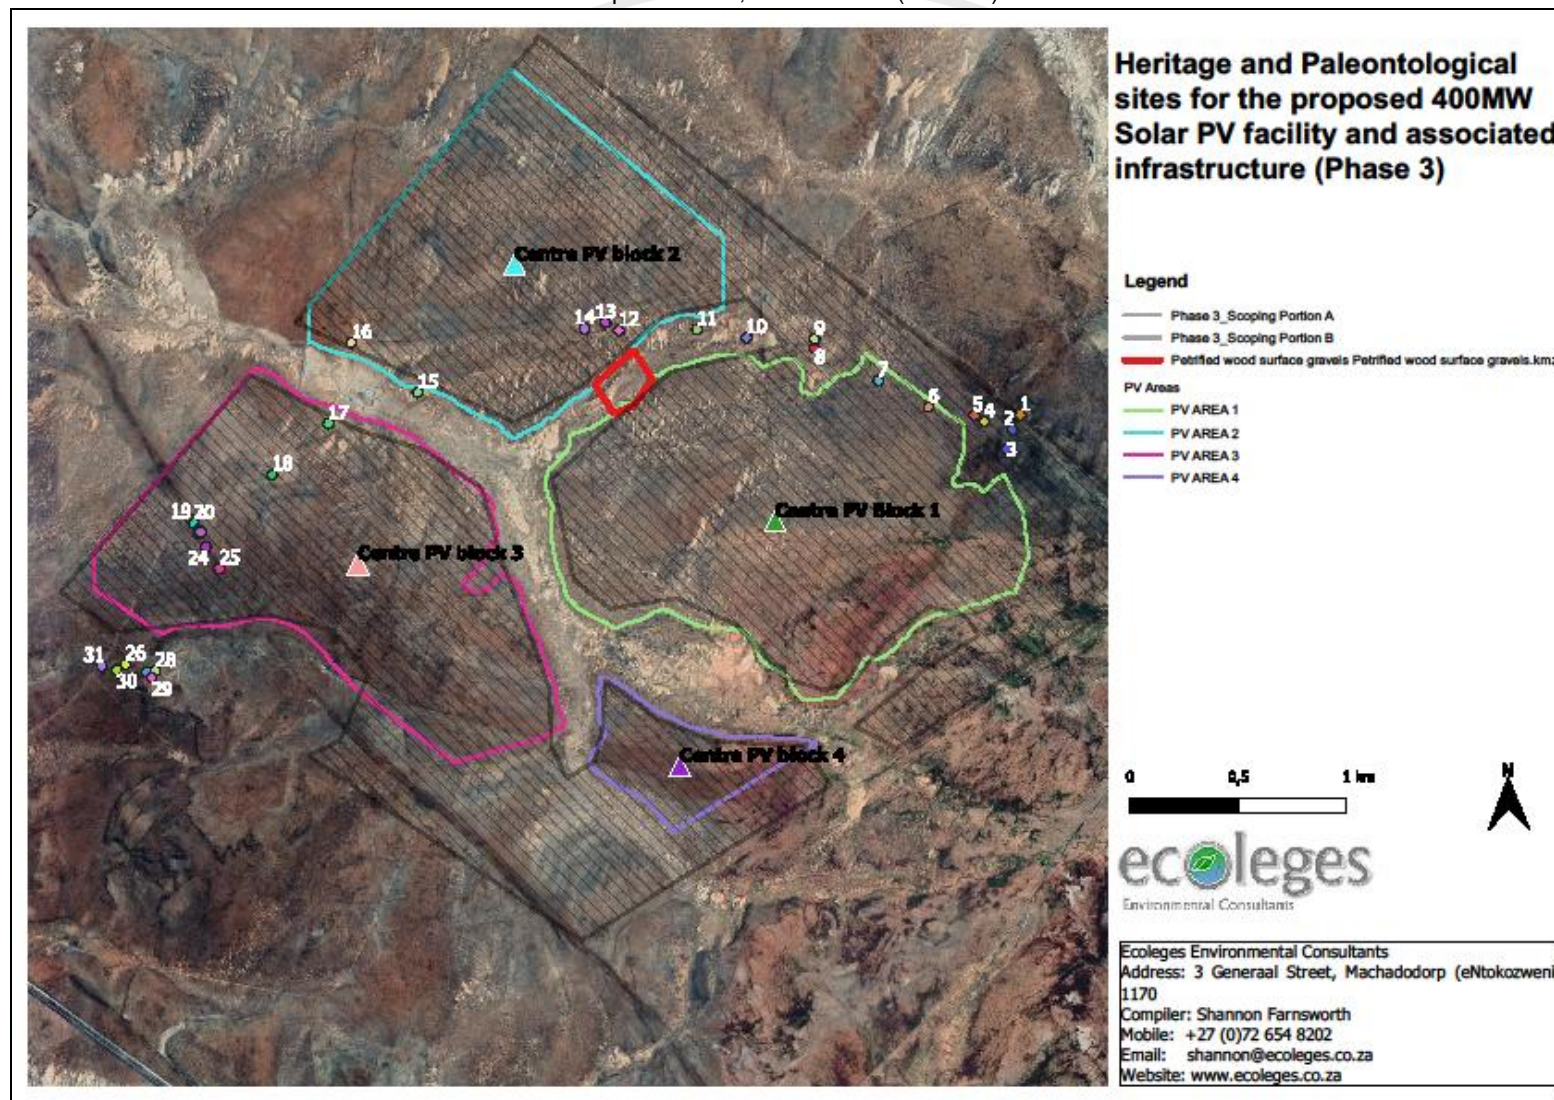 Heritage and Paleontological
sites for the proposed 400MW
Solar PV facility and associated
infrastructure (Phase 3)
Legend
Phase 3_Scoping Portion A
Phase 3_Scoping Portion B
Petrified wood surface gravels Petrified wood surface gravels.kmz
PV Areas
PV AREA 1
PV AREA 2
PV AREA 3
PV AREA 4
Centre PV block 2
14 13 12
11
10
9
8
16
15
7
6
5 4
2 1
3
17
18
19 20
24 25
Centre PV Block 1
Centre PV block 3
31 26 28
30 29
Centre PV block 4
0 0,5 1 km
N
ecoleges
Environmental Consultants
Ecoleges Environmental Consultants
Address: 3 Generaal Street, Machadodorp (eNtokozweni
1170
Compiler: Shannon Farnsworth
Mobile: +27 (0)72 654 8202
Email: shannon@ecoleges.co.za
Website: www.ecoleges.co.za